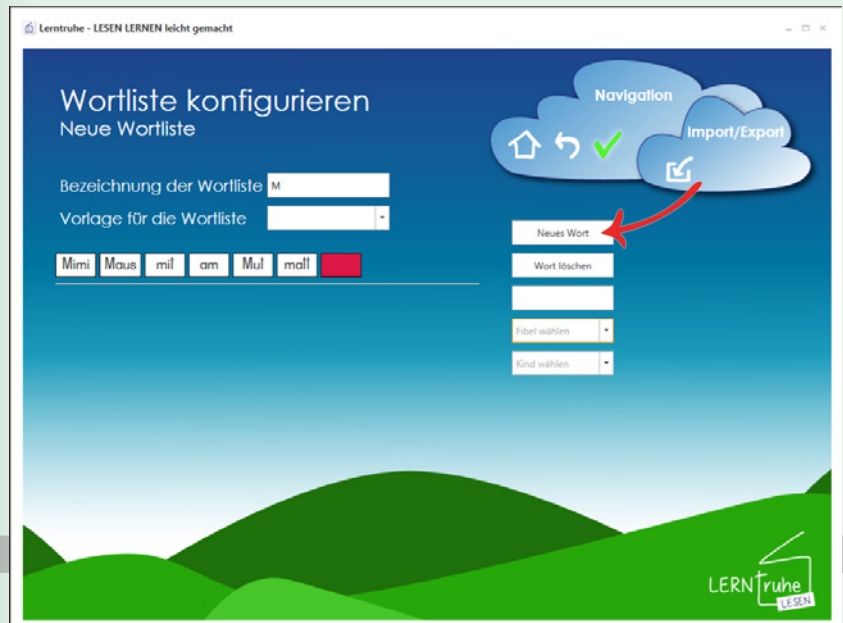 Lerntruhe - LESEN LERNEN leicht gemacht
Wortliste konfigurieren
Neue Wortliste
Navigation
Import/Export
Bezeichnung der Wortliste M
Vorlage für die Wortliste
Mimi Maus mit am Mut matt
Neues Wort
Wort löschen
Fibel wählen
Kind wählen
LERNtruhe
LESEN